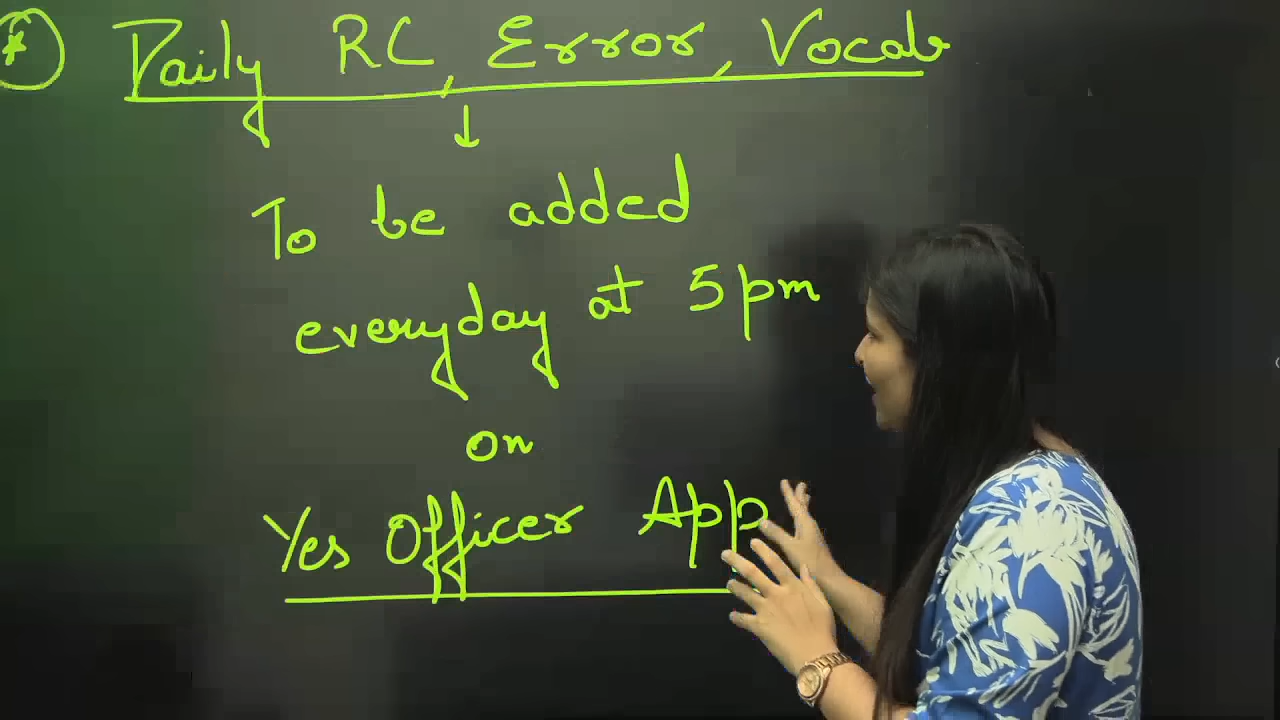 * Daily RC, Error, Vocab
↓
To be added
everyday at 5pm
on
Yes Officer App